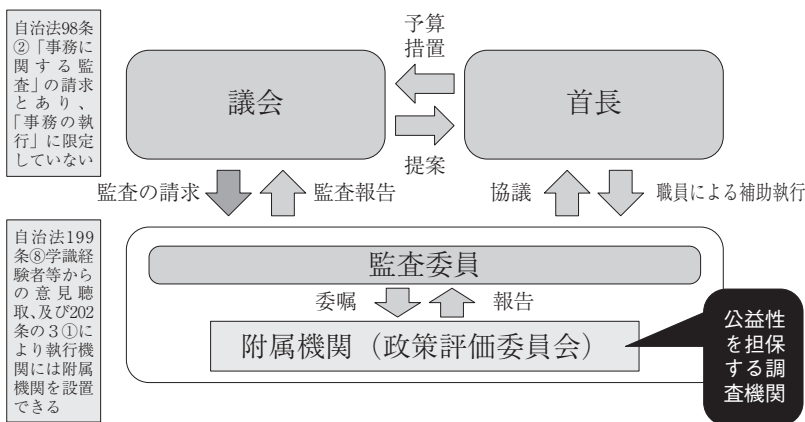 自治法98条
②「事務に
関する監
査」の請求
とあり、
「事務の執
行」に限定
していない
議会
予算
措置
提案
首長
監査の請求
監査報告
協議
職員による補助執行
自治法199
条⑧学識経
験者等から
の意見聴
取、及び202
条の3①に
より執行機
関には附属
機関を設置
できる
監査委員
委嘱
報告
附属機関（政策評価委員会）
公益性
を担保
する調
査機関